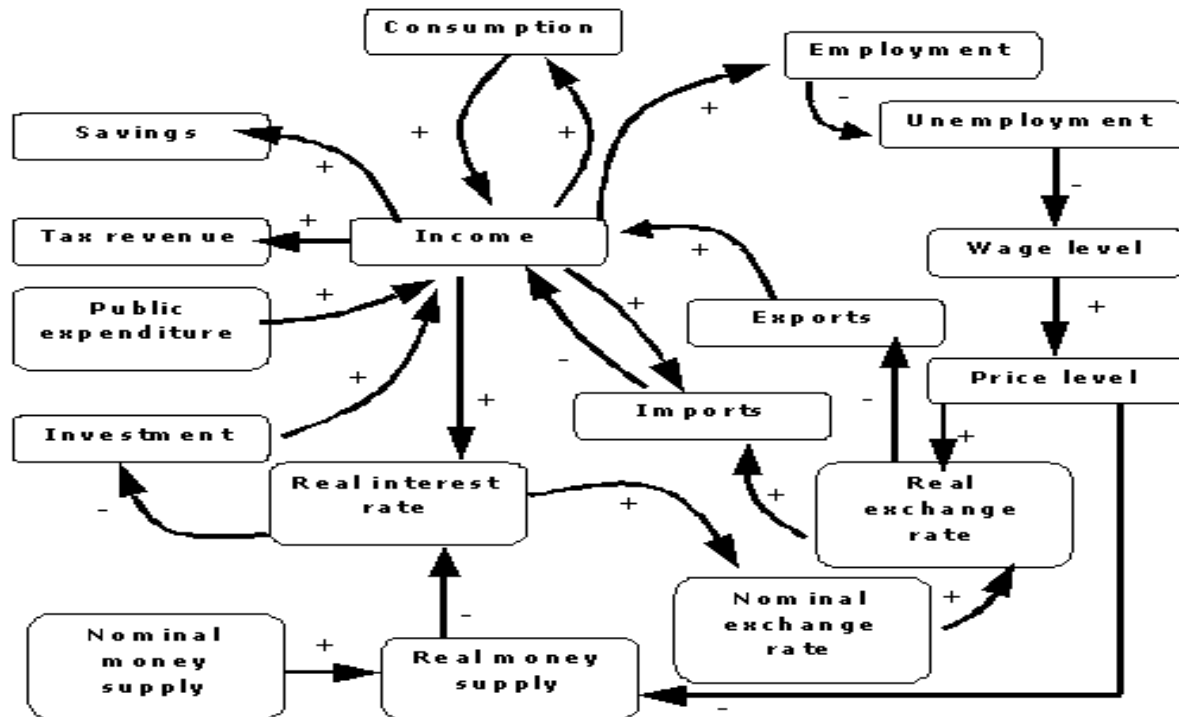 Consumption
Employment
+
-
Savings
+
+
Unemployment
+
-
Tax revenue
+
Income
+
Wage level
Public
expenditure
+
+
Exports
+
-
+
Price level
Investment
+
Imports
-
+
Real interest
rate
-
+
+
Real
exchange
rate
-
Nominal
exchange
rate
+
Nominal
money
supply
+
Real money
supply
-